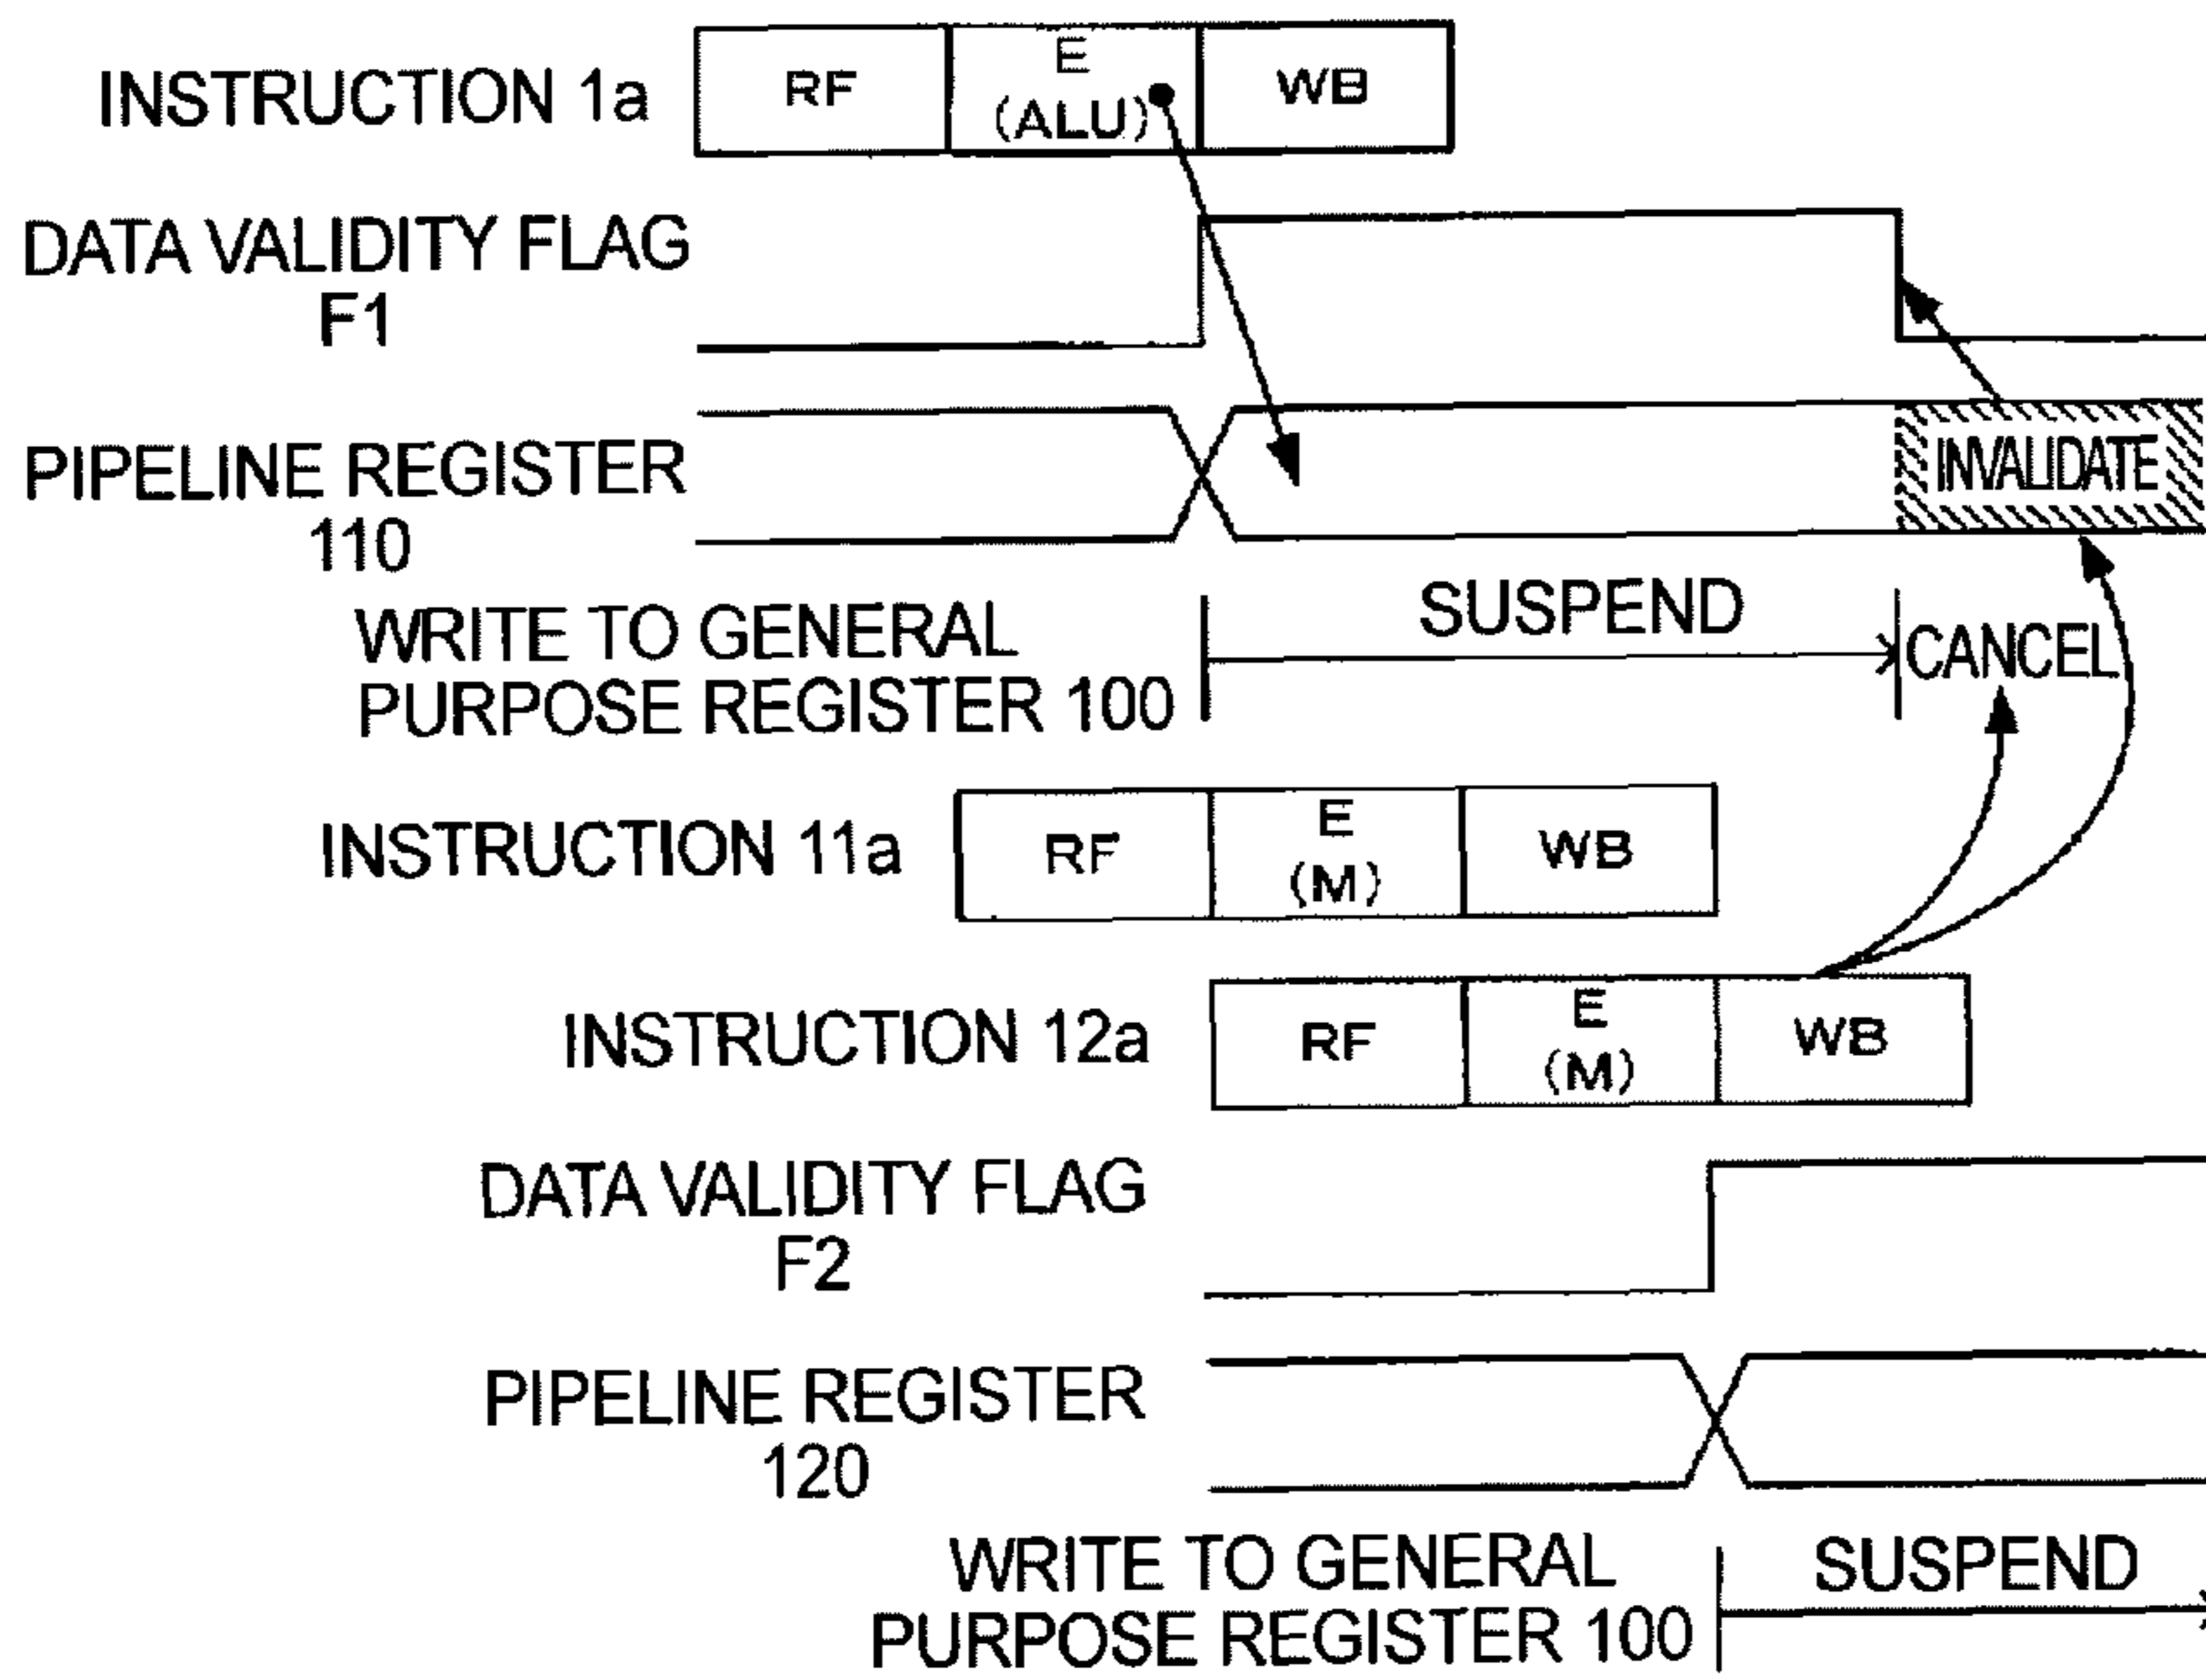 INSTRUCTION 1a
RF
E
(ALU)
WB
DATA VALIDITY FLAG
F1
PIPELINE REGISTER
110
INVALIDATE
WRITE TO GENERAL
PURPOSE REGISTER 100
SUSPEND
CANCEL
INSTRUCTION 11a
RF
E
(M)
WB
INSTRUCTION 12a
RF
E
(M)
WB
DATA VALIDITY FLAG
F2
PIPELINE REGISTER
120
WRITE TO GENERAL
PURPOSE REGISTER 100
SUSPEND